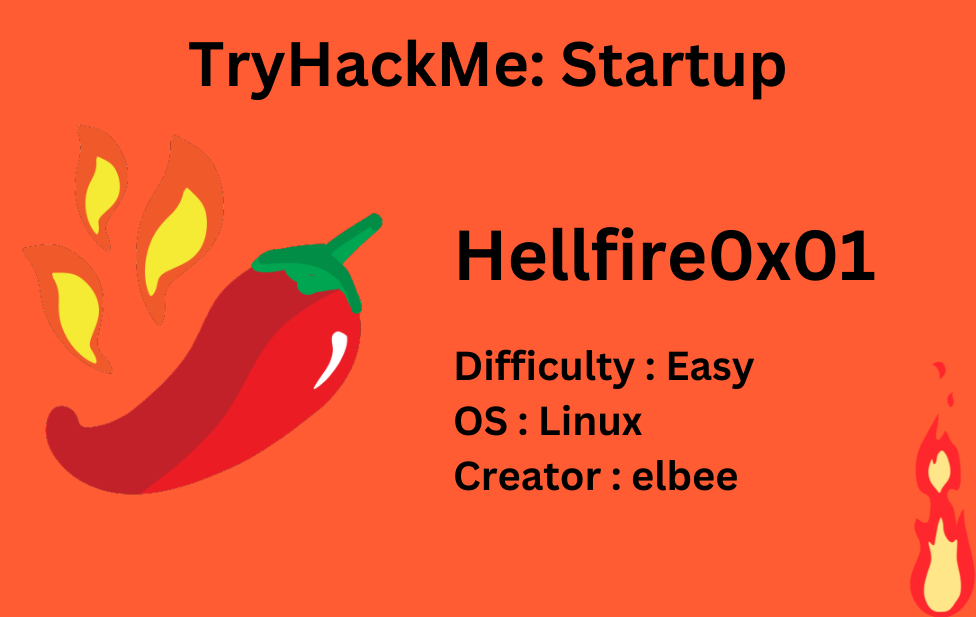 TryHackMe: Startup
Hellfire0x01
Difficulty : Easy
OS : Linux
Creator : elbee